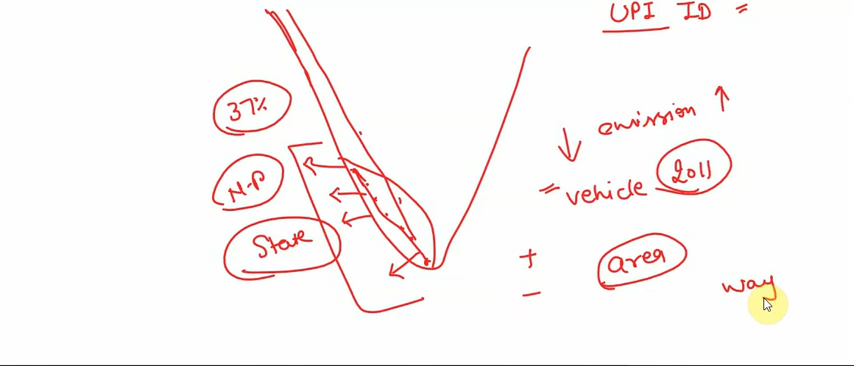 UPI ID =
37%
emission ↑
N-P
= vehicle 2011
State
+ area
-
way